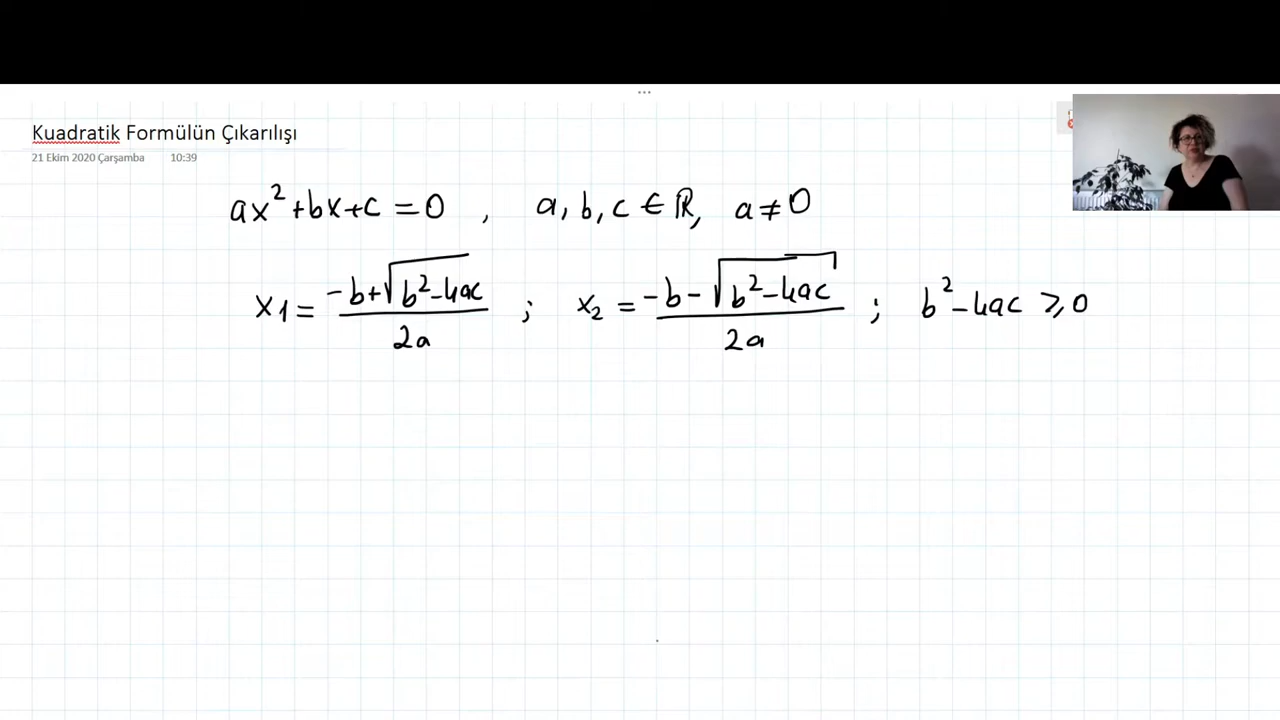 Kuadratik Formülün Çıkarılışı
21 Ekim 2020 Çarşamba 10:39
ax² + bx + c = 0 , a, b, c ∈ ℝ, a ≠ 0
x₁ = (-b + √(b² - 4ac)) / 2a ; x₂ = (-b - √(b² - 4ac)) / 2a ; b² - 4ac ≥ 0